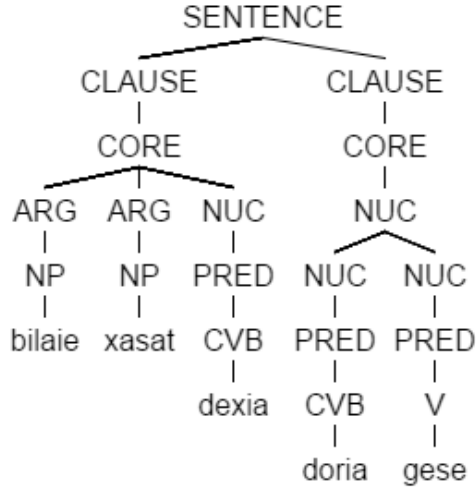 SENTENCE
CLAUSE CLAUSE
CORE CORE
ARG ARG NUC NUC
NP NP PRED NUC NUC
bilaie xasat CVB PRED PRED
dexia CVB V
doria gese